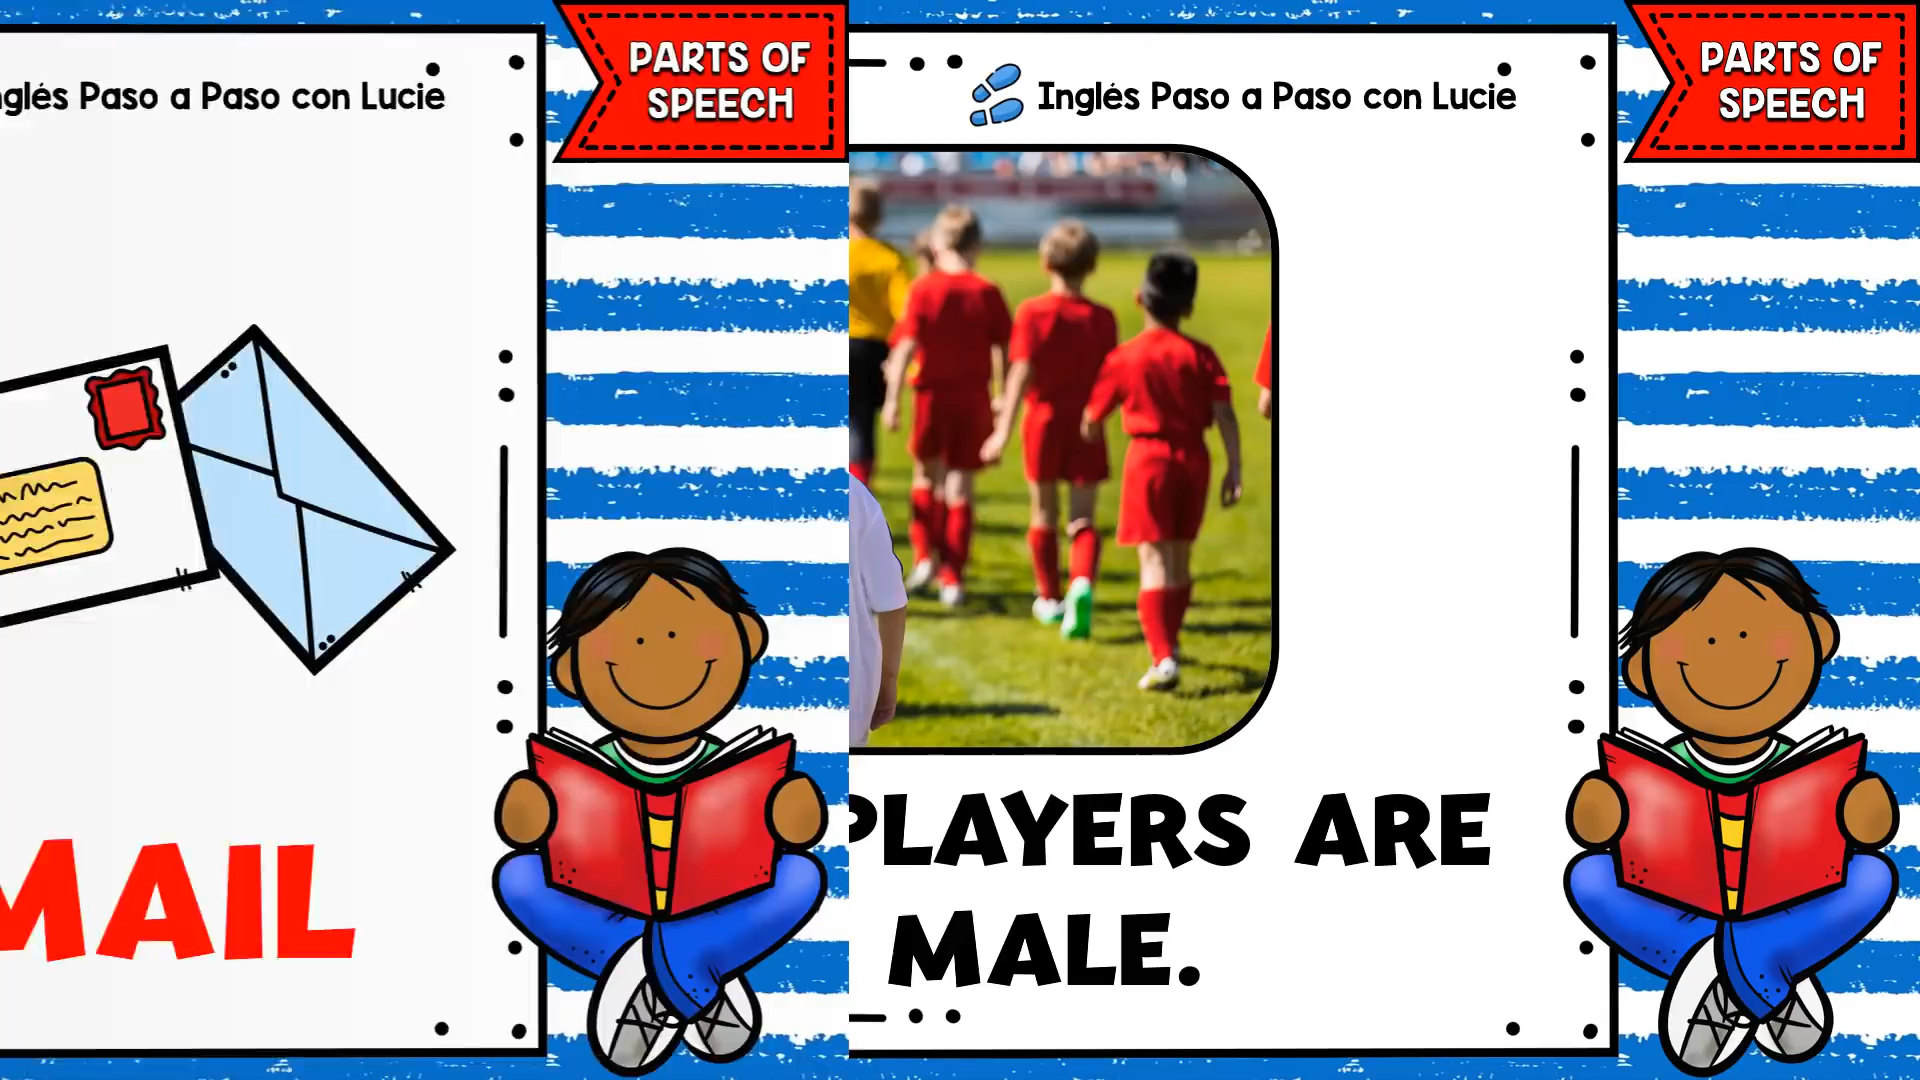 glés Paso a Paso con Lucie
PARTS OF
SPEECH
MAIL
Inglés Paso a Paso con Lucie
PARTS OF
SPEECH
PLAYERS ARE
MALE.